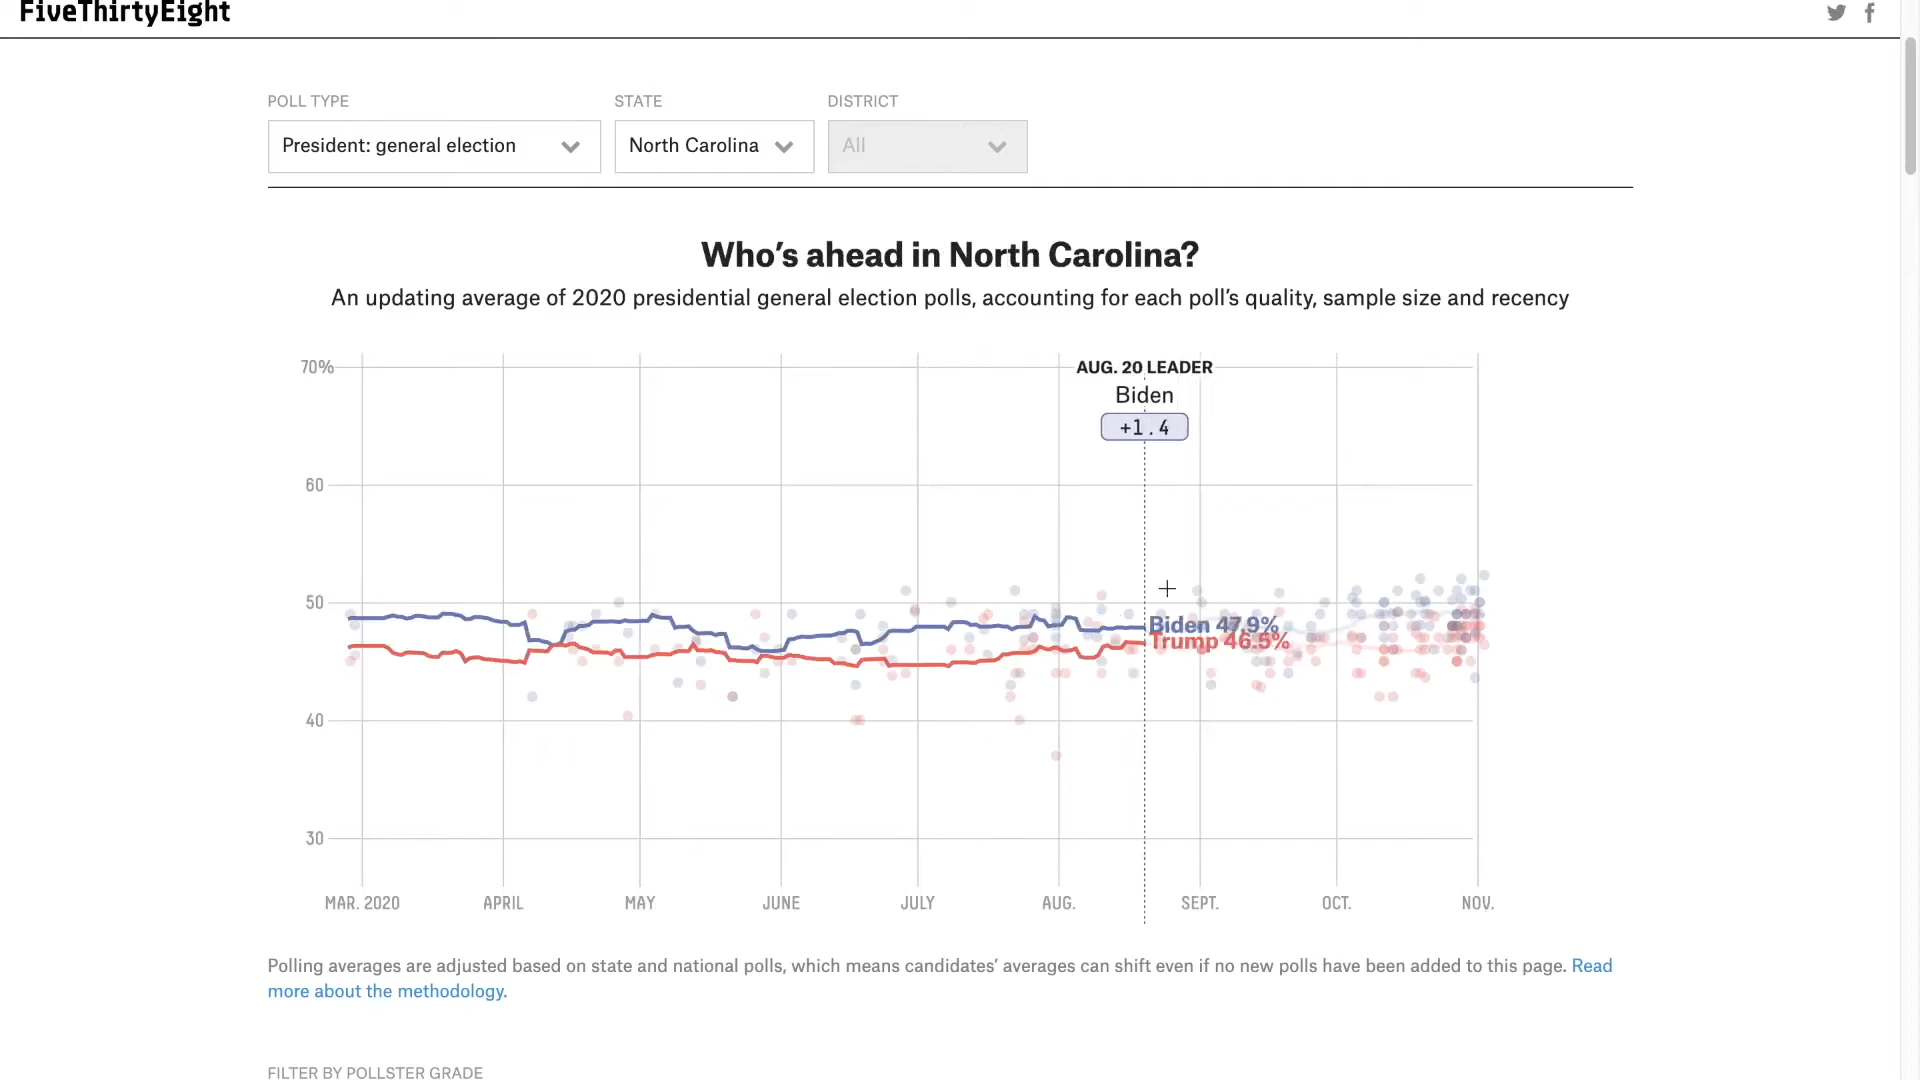 FiveThirtyEight
POLL TYPE STATE DISTRICT
President: general election North Carolina All
Who's ahead in North Carolina?
An updating average of 2020 presidential general election polls, accounting for each poll's quality, sample size and recency
70%
AUG. 20 LEADER
Biden
+1.4
60
50
Biden 47.9%
Trump 46.5%
40
30
MAR. 2020 APRIL MAY JUNE JULY AUG. SEPT. OCT. NOV.
Polling averages are adjusted based on state and national polls, which means candidates' averages can shift even if no new polls have been added to this page. Read
more about the methodology.
FILTER BY POLLSTER GRADE